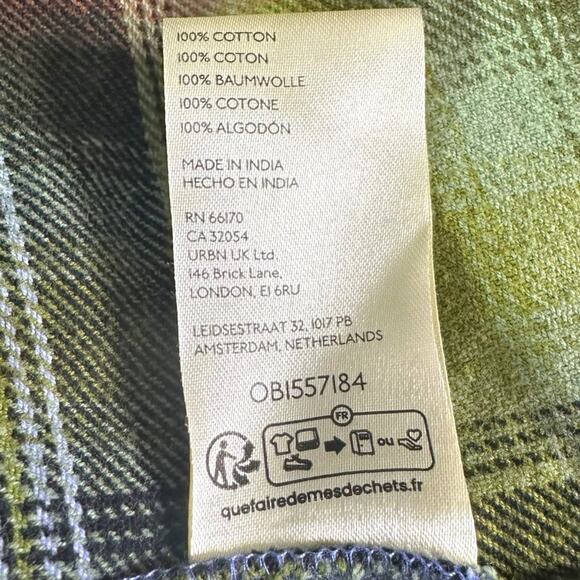 100% COTTON
100% COTON
100% BAUMWOLLE
100% COTONE
100% ALGODÓN
MADE IN INDIA
HECHO EN INDIA
RN 66170
CA 32054
URBN UK Ltd.
146 Brick Lane,
LONDON, E1 6RU
LEIDSESTRAAT 32, 1017 PB
AMSTERDAM, NETHERLANDS
OB1557184
FR
ou
quefairedemesdechets.fr